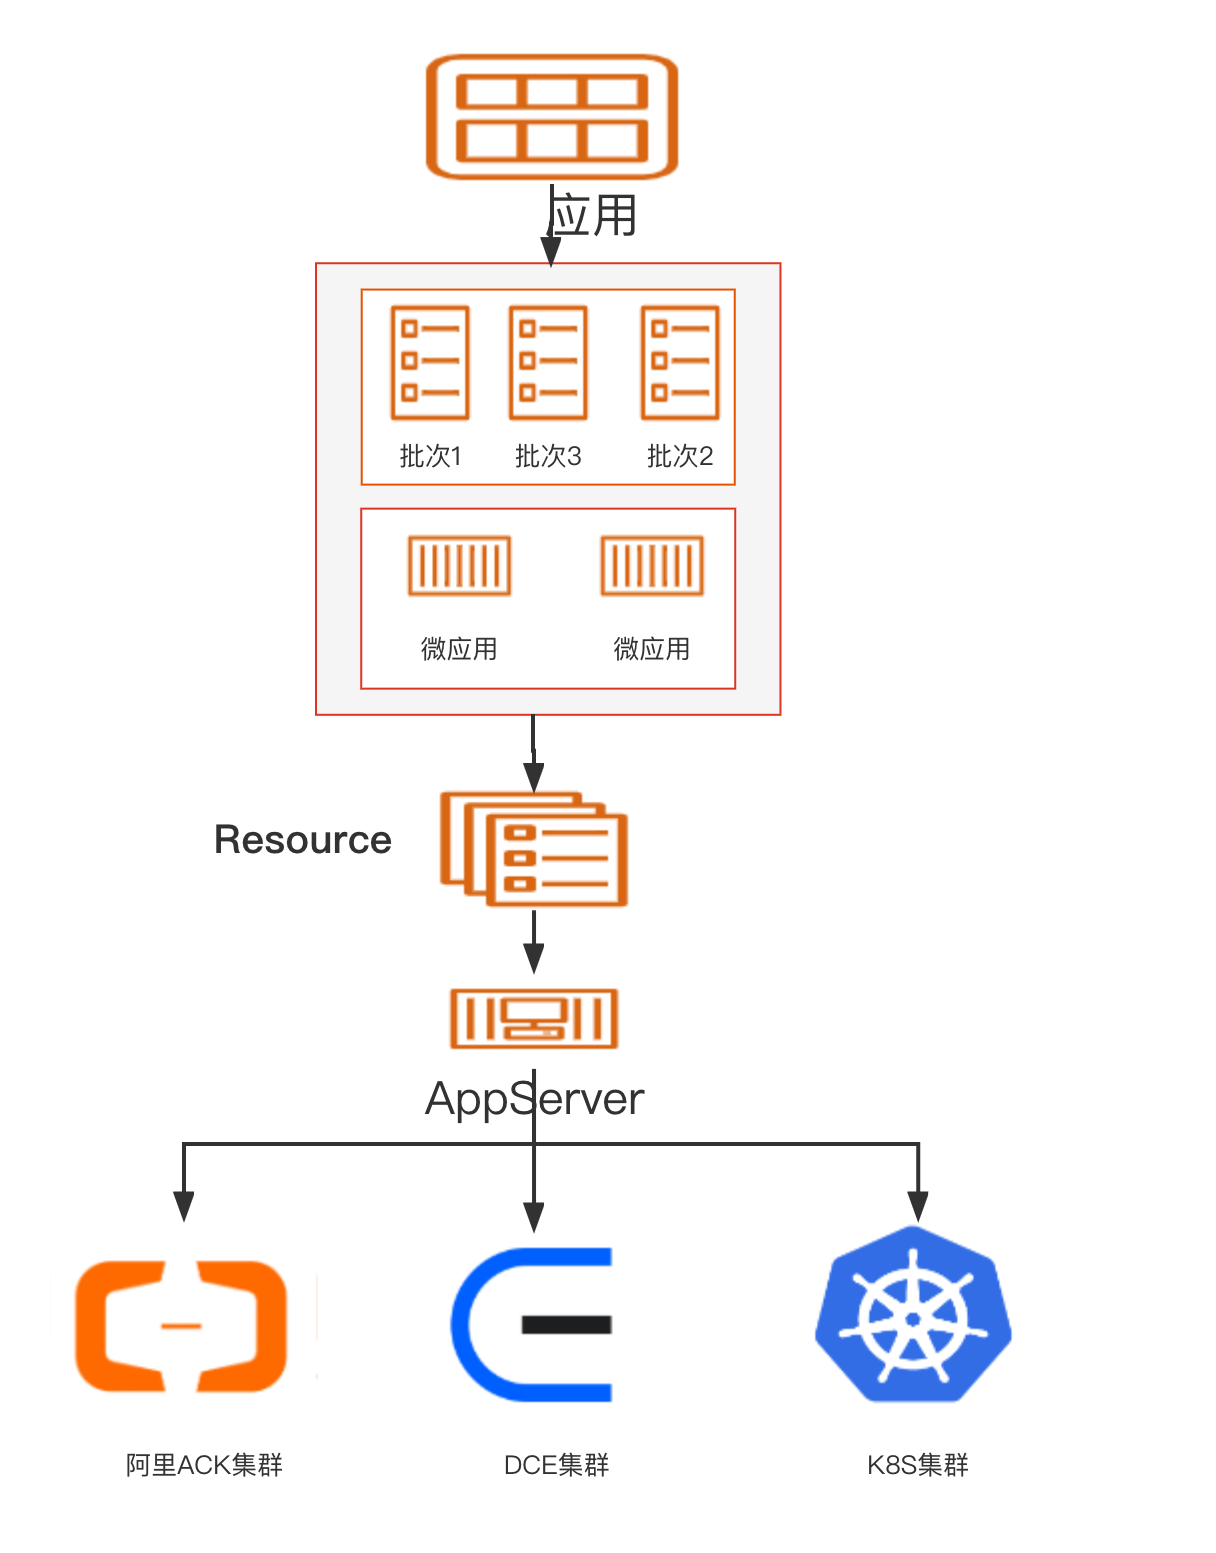 应用
批次1
批次3
批次2
微应用
微应用
Resource
AppServer
阿里ACK集群
DCE集群
K8S集群